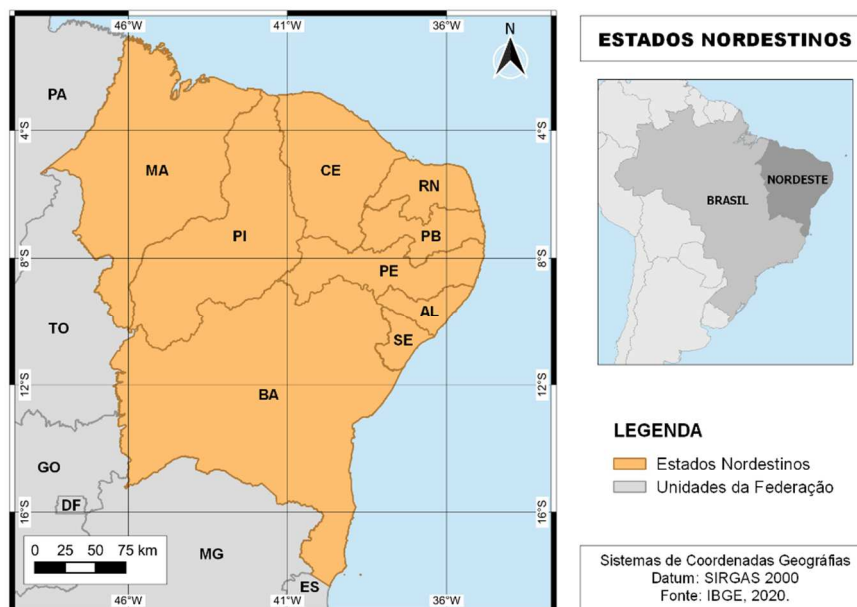 46°W 41°W 36°W
N
PA
4°S 4°S
MA
CE
RN
PI
PB
8°S 8°S
PE
AL
TO
SE
12°S 12°S
BA
GO
DF
16°S 16°S
0 25 50 75 km
MG
ES
46°W 41°W 36°W
ESTADOS NORDESTINOS
NORDESTE
BRASIL
LEGENDA
Estados Nordestinos
Unidades da Federação
Sistemas de Coordenadas Geográfias
Datum: SIRGAS 2000
Fonte: IBGE, 2020.